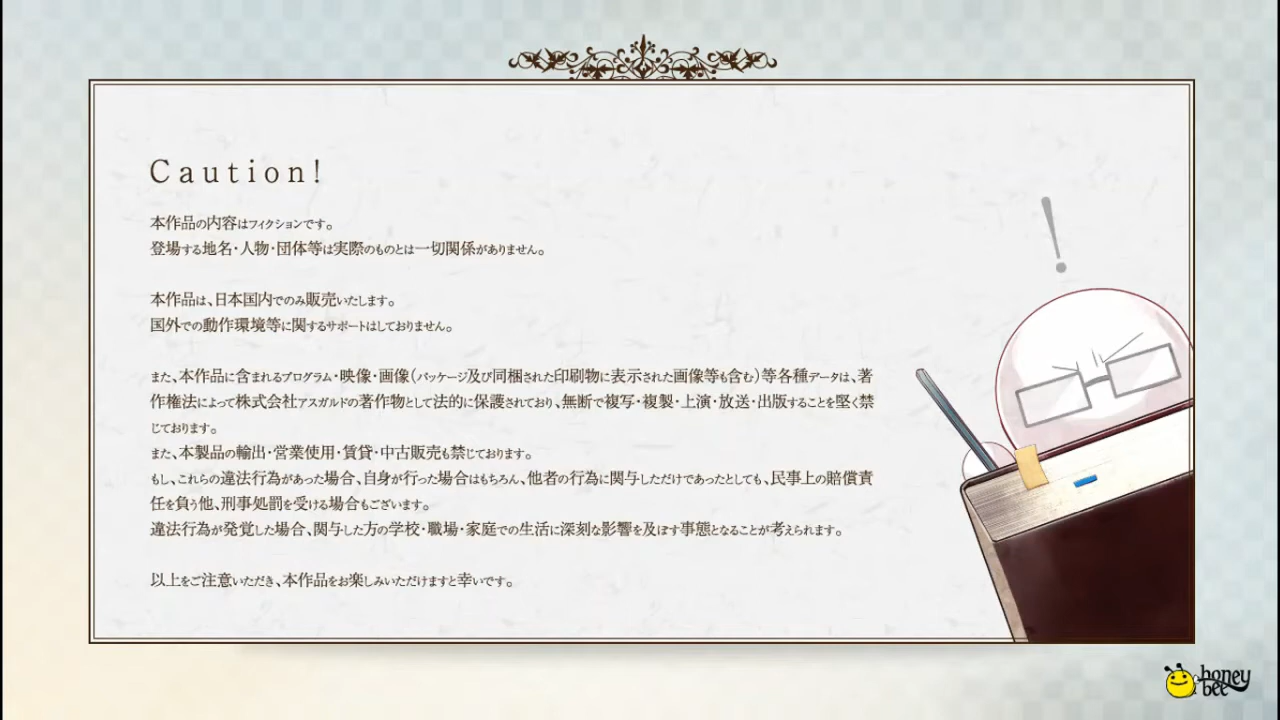 Caution!
本作品の内容はフィクションです。
登場する地名・人物・団体等は実際のものとは一切関係がありません。
本作品は、日本国内でのみ販売いたします。
国外での動作環境等に関するサポートはしておりません。
また、本作品に含まれるプログラム・映像・画像(パッケージ及び同梱された印刷物に表示された画像等も含む)等各種データは、著
作権法によって株式会社アスガルドの著作物として法的に保護されており、無断で複写・複製・上演・放送・出版することを堅く禁
じております。
また、本製品の輸出・営業使用・賃貸・中古販売も禁じております。
もし、これらの違法行為があった場合、自身が行った場合はもちろん、他者の行為に関与しただけであったとしても、民事上の賠償責
任を負う他、刑事処罰を受ける場合もございます。
違法行為が発覚した場合、関与した方の学校・職場・家庭での生活に深刻な影響を及ぼす事態となることが考えられます。
以上をご注意いただき、本作品をお楽しみいただけますと幸いです。
!
honey
bee